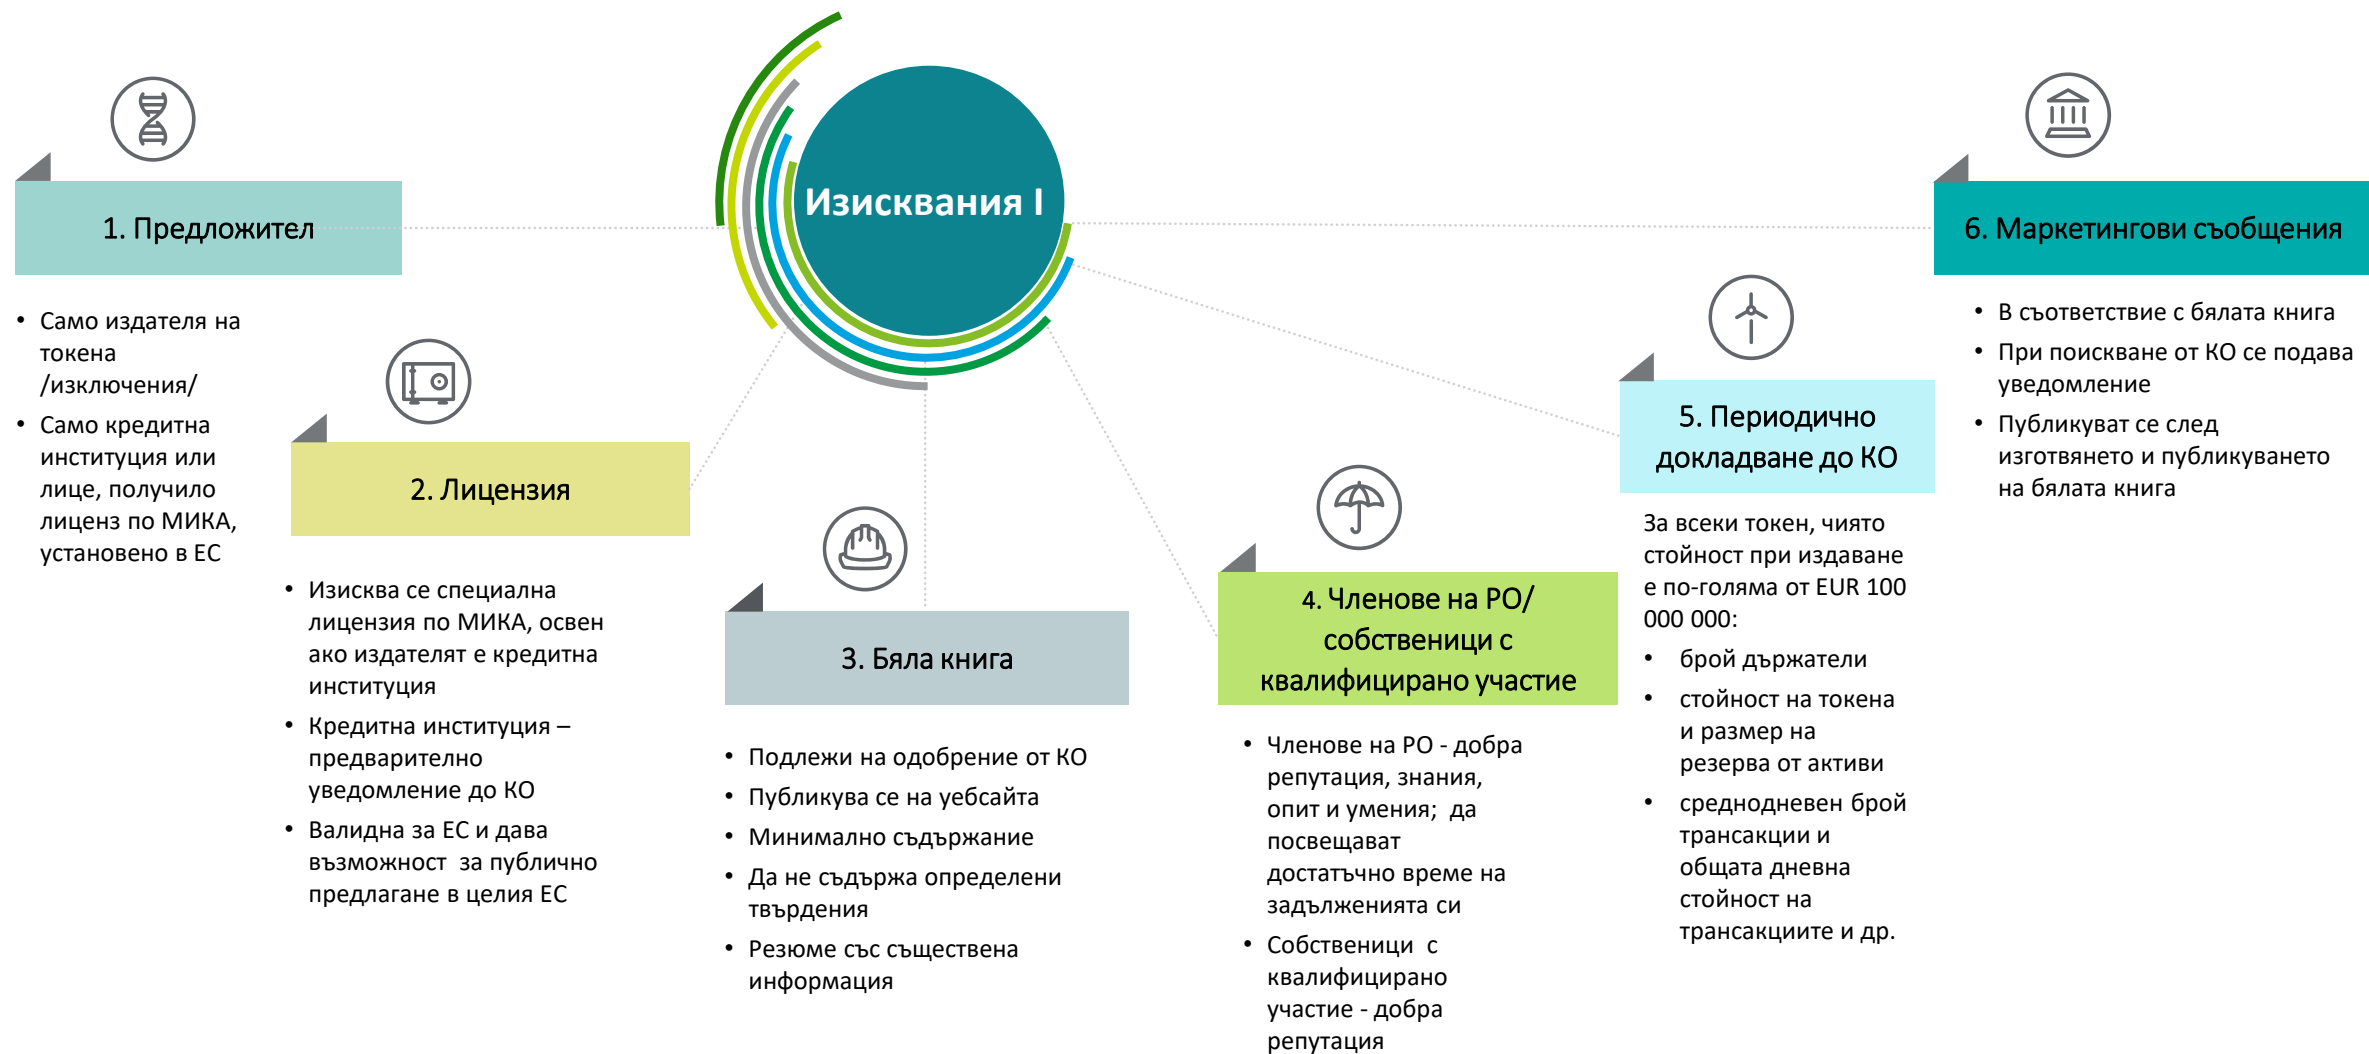 Изисквания I
1. Предложител
• Само издателя на
токена
/изключения/
• Само кредитна
институция или
лице, получило
лиценз по МИКА,
установено в ЕС
2. Лицензия
• Изисква се специална
лицензия по МИКА, освен
ако издателят е кредитна
институция
• Кредитна институция –
предварително
уведомление до КО
• Валидна за ЕС и дава
възможност за публично
предлагане в целия ЕС
3. Бяла книга
• Подлежи на одобрение от КО
• Публикува се на уебсайта
• Минимално съдържание
• Да не съдържа определени
твърдения
• Резюме със съществена
информация
4. Членове на РО/
собственици с
квалифицирано участие
• Членове на РО - добра
репутация, знания,
опит и умения; да
посвещават
достатъчно време на
задълженията си
• Собственици с
квалифицирано
участие - добра
репутация
5. Периодично
докладване до КО
За всеки токен, чиято
стойност при издаване
е по-голяма от EUR 100
000 000:
• брой държатели
• стойност на токена
и размер на
резерва от активи
• среднодневен брой
трансакции и
общата дневна
стойност на
трансакциите и др.
6. Маркетингови съобщения
• В съответствие с бялата книга
• При поискване от КО се подава
уведомление
• Публикуват се след
изготвянето и публикуването
на бялата книга